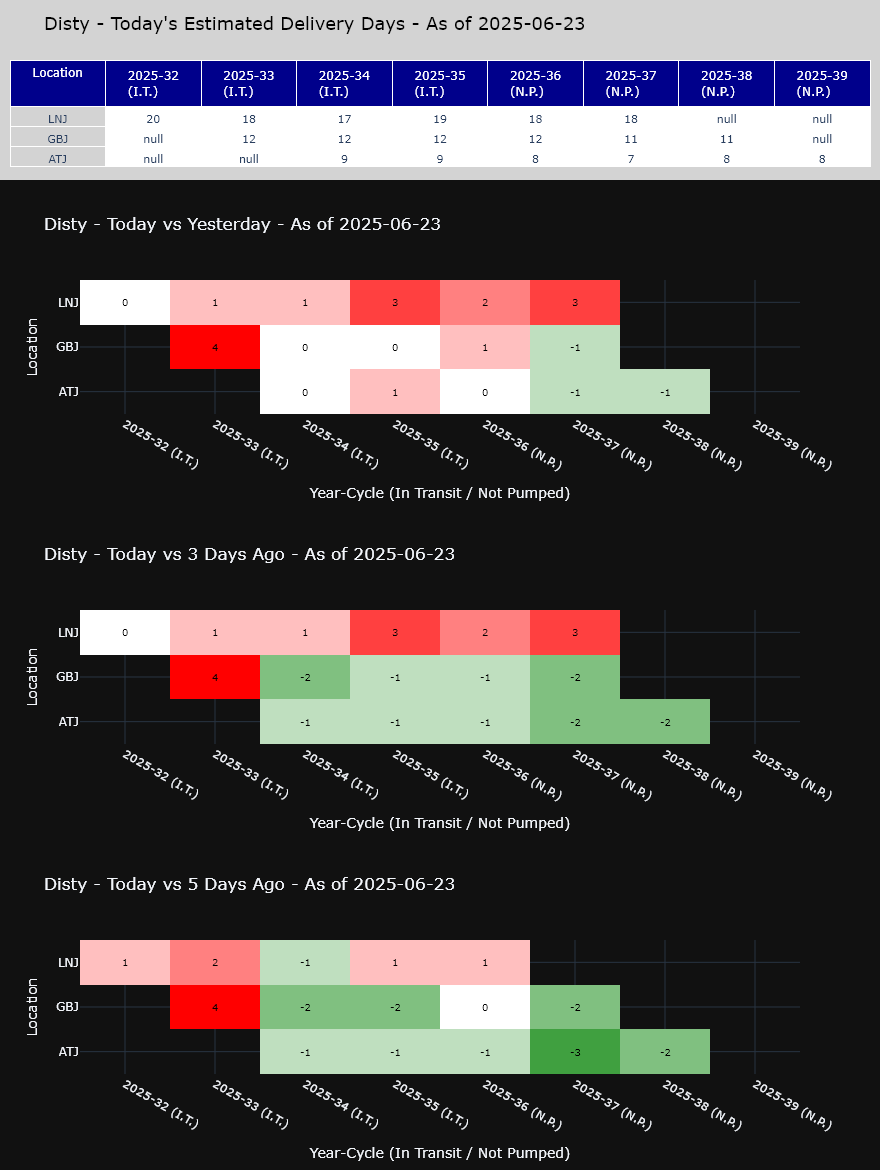 Disty - Today's Estimated Delivery Days - As of 2025-06-23
Location 2025-32 (I.T.) 2025-33 (I.T.) 2025-34 (I.T.) 2025-35 (I.T.) 2025-36 (N.P.) 2025-37 (N.P.) 2025-38 (N.P.) 2025-39 (N.P.)
LNJ 20 18 17 19 18 18 null null
GBJ null 12 12 12 12 11 11 null
ATJ null null 9 9 8 7 8 8
Disty - Today vs Yesterday - As of 2025-06-23
Location
LNJ 0 1 1 3 2 3
GBJ 4 0 0 1 -1
ATJ 0 1 0 -1 -1
2025-32 (I.T.) 2025-33 (I.T.) 2025-34 (I.T.) 2025-35 (I.T.) 2025-36 (N.P.) 2025-37 (N.P.) 2025-38 (N.P.) 2025-39 (N.P.)
Year-Cycle (In Transit / Not Pumped)
Disty - Today vs 3 Days Ago - As of 2025-06-23
Location
LNJ 0 1 1 3 2 3
GBJ 4 -2 -1 -1 -2
ATJ -1 -1 -1 -2 -2
2025-32 (I.T.) 2025-33 (I.T.) 2025-34 (I.T.) 2025-35 (I.T.) 2025-36 (N.P.) 2025-37 (N.P.) 2025-38 (N.P.) 2025-39 (N.P.)
Year-Cycle (In Transit / Not Pumped)
Disty - Today vs 5 Days Ago - As of 2025-06-23
Location
LNJ 1 2 -1 1 1
GBJ 4 -2 -2 0 -2
ATJ -1 -1 -1 -3 -2
2025-32 (I.T.) 2025-33 (I.T.) 2025-34 (I.T.) 2025-35 (I.T.) 2025-36 (N.P.) 2025-37 (N.P.) 2025-38 (N.P.) 2025-39 (N.P.)
Year-Cycle (In Transit / Not Pumped)